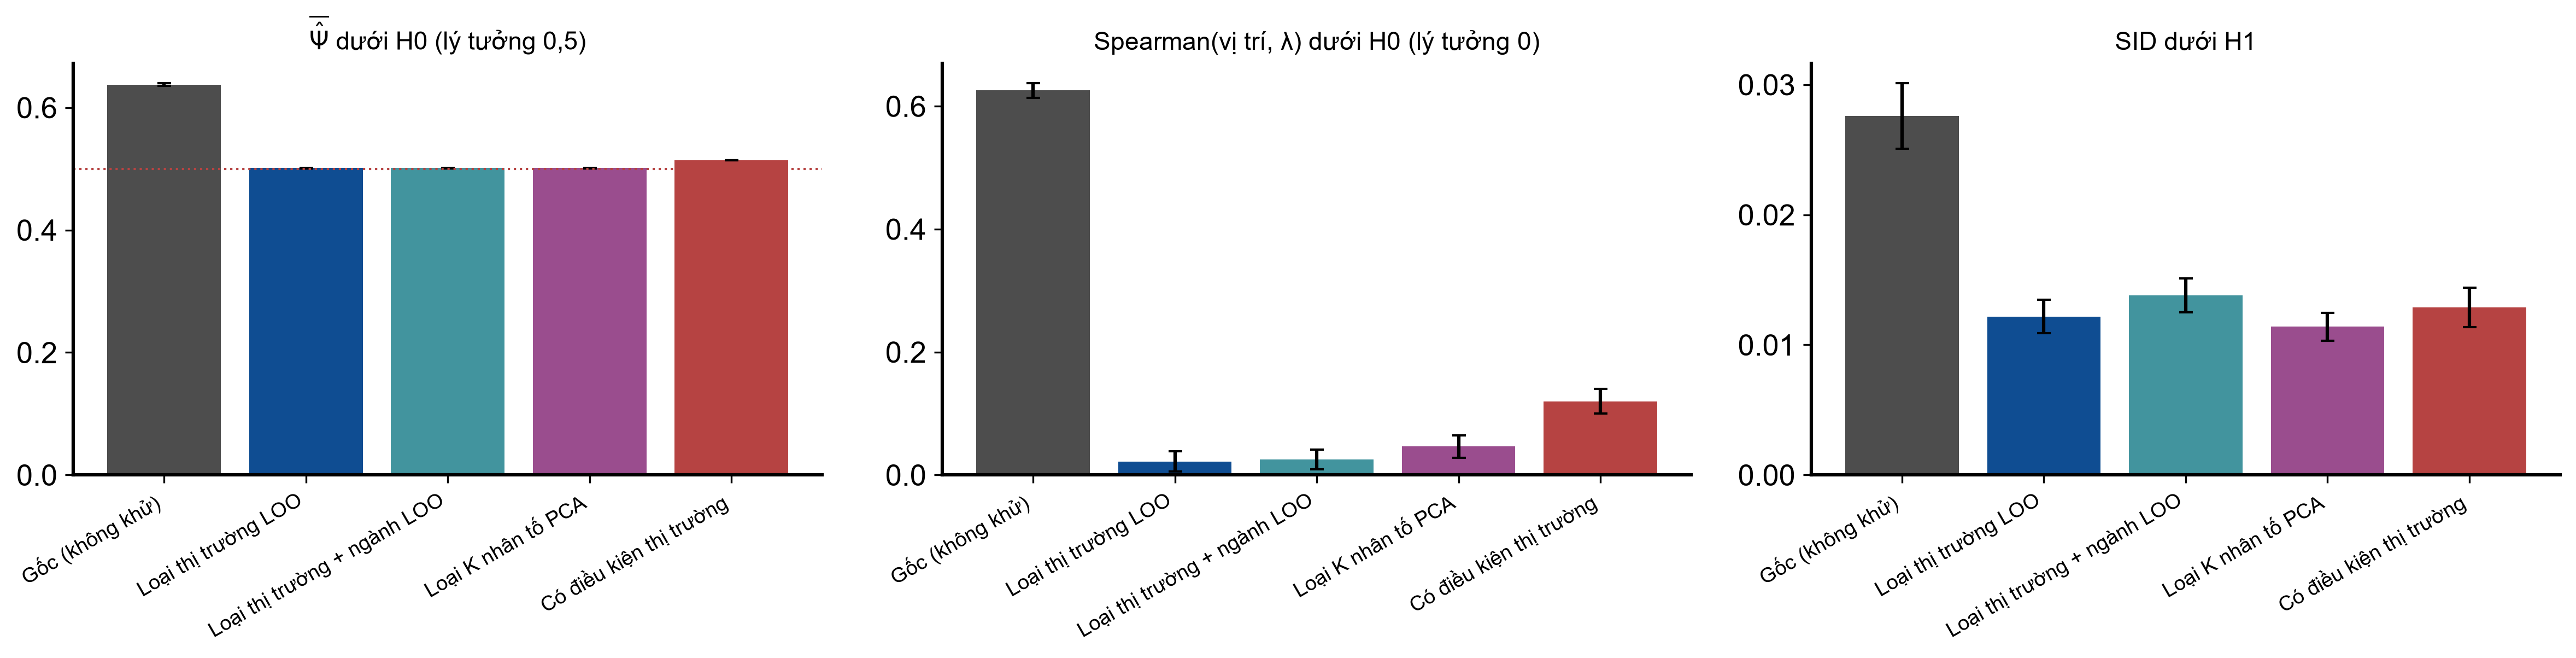 Ψ̂̅ dưới H0 (lý tưởng 0,5)
0.6
0.4
0.2
0.0
Gốc (không khử)
Loại thị trường LOO
Loại thị trường + ngành LOO
Loại K nhân tố PCA
Có điều kiện thị trường
Spearman(vị trí, λ) dưới H0 (lý tưởng 0)
0.6
0.4
0.2
0.0
Gốc (không khử)
Loại thị trường LOO
Loại thị trường + ngành LOO
Loại K nhân tố PCA
Có điều kiện thị trường
SID dưới H1
0.03
0.02
0.01
0.00
Gốc (không khử)
Loại thị trường LOO
Loại thị trường + ngành LOO
Loại K nhân tố PCA
Có điều kiện thị trường